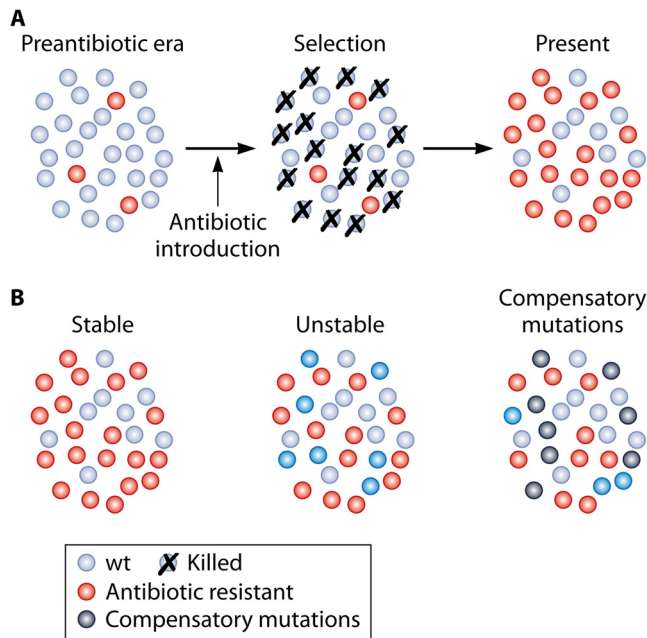 A
Preantibiotic era
Selection
Present
Antibiotic
introduction
B
Stable
Unstable
Compensatory
mutations
wt
Killed
Antibiotic resistant
Compensatory mutations